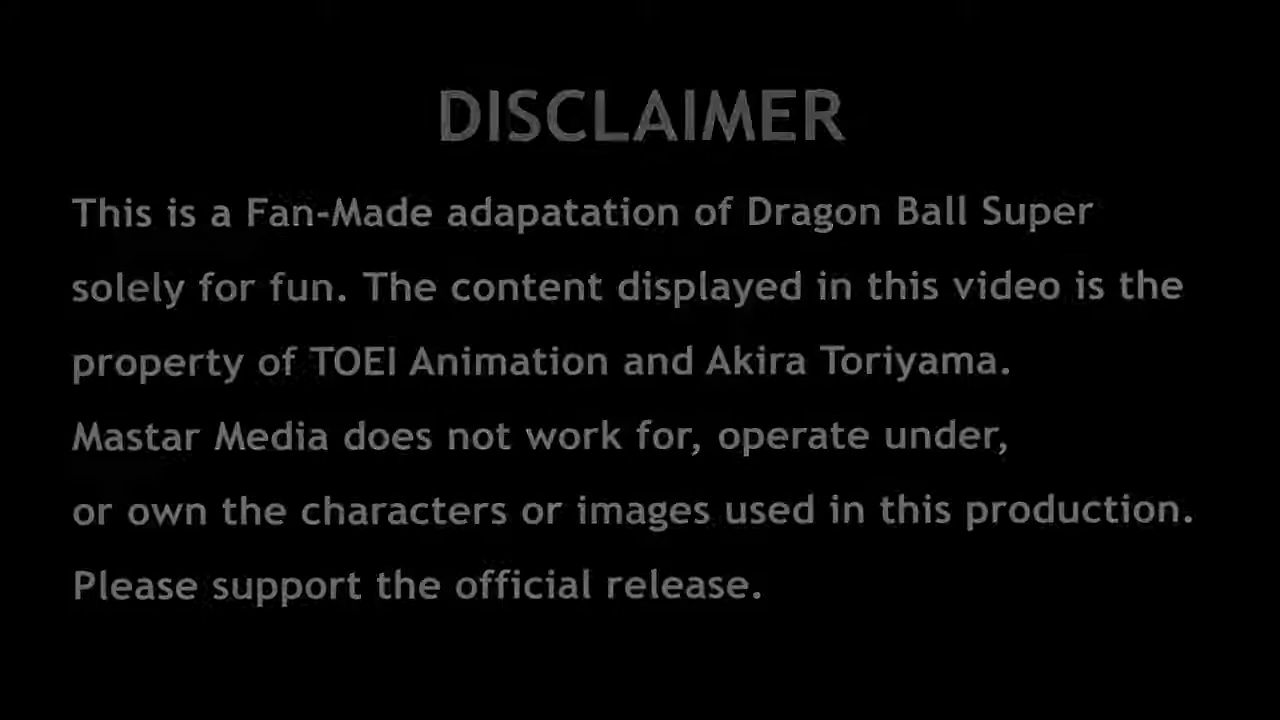 DISCLAIMER
This is a Fan-Made adapatation of Dragon Ball Super
solely for fun. The content displayed in this video is the
property of TOEI Animation and Akira Toriyama.
Mastar Media does not work for, operate under,
or own the characters or images used in this production.
Please support the official release.